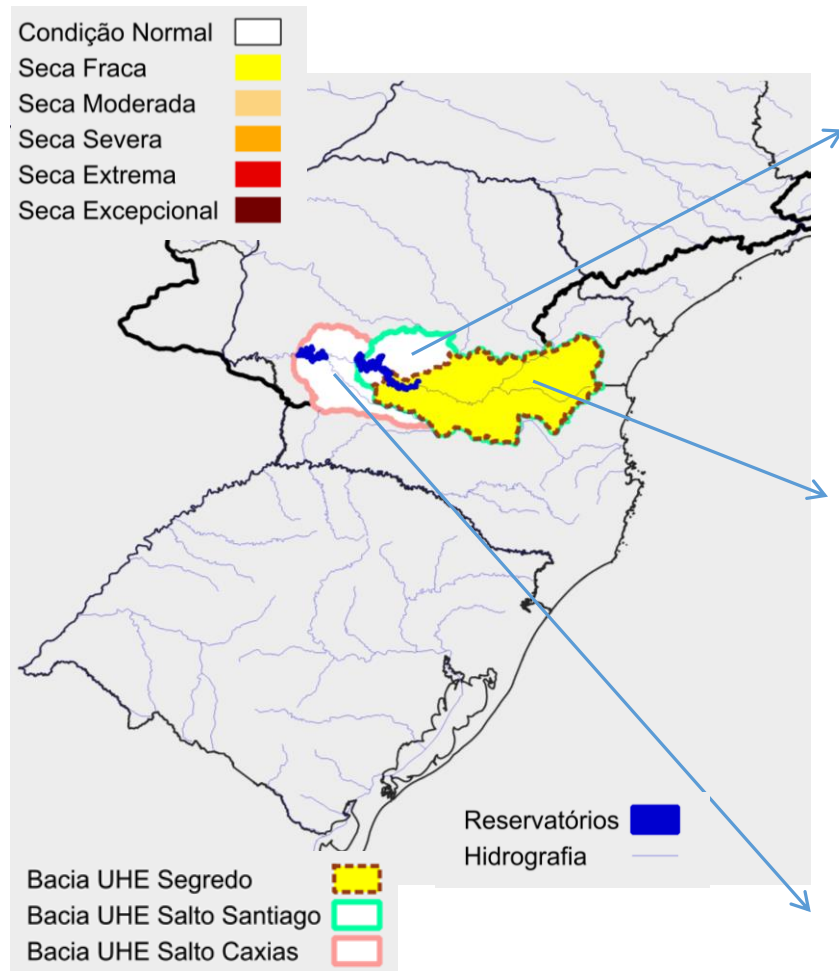 Condição Normal
Seca Fraca
Seca Moderada
Seca Severa
Seca Extrema
Seca Excepcional
Reservatórios
Hidrografia
Bacia UHE Segredo
Bacia UHE Salto Santiago
Bacia UHE Salto Caxias